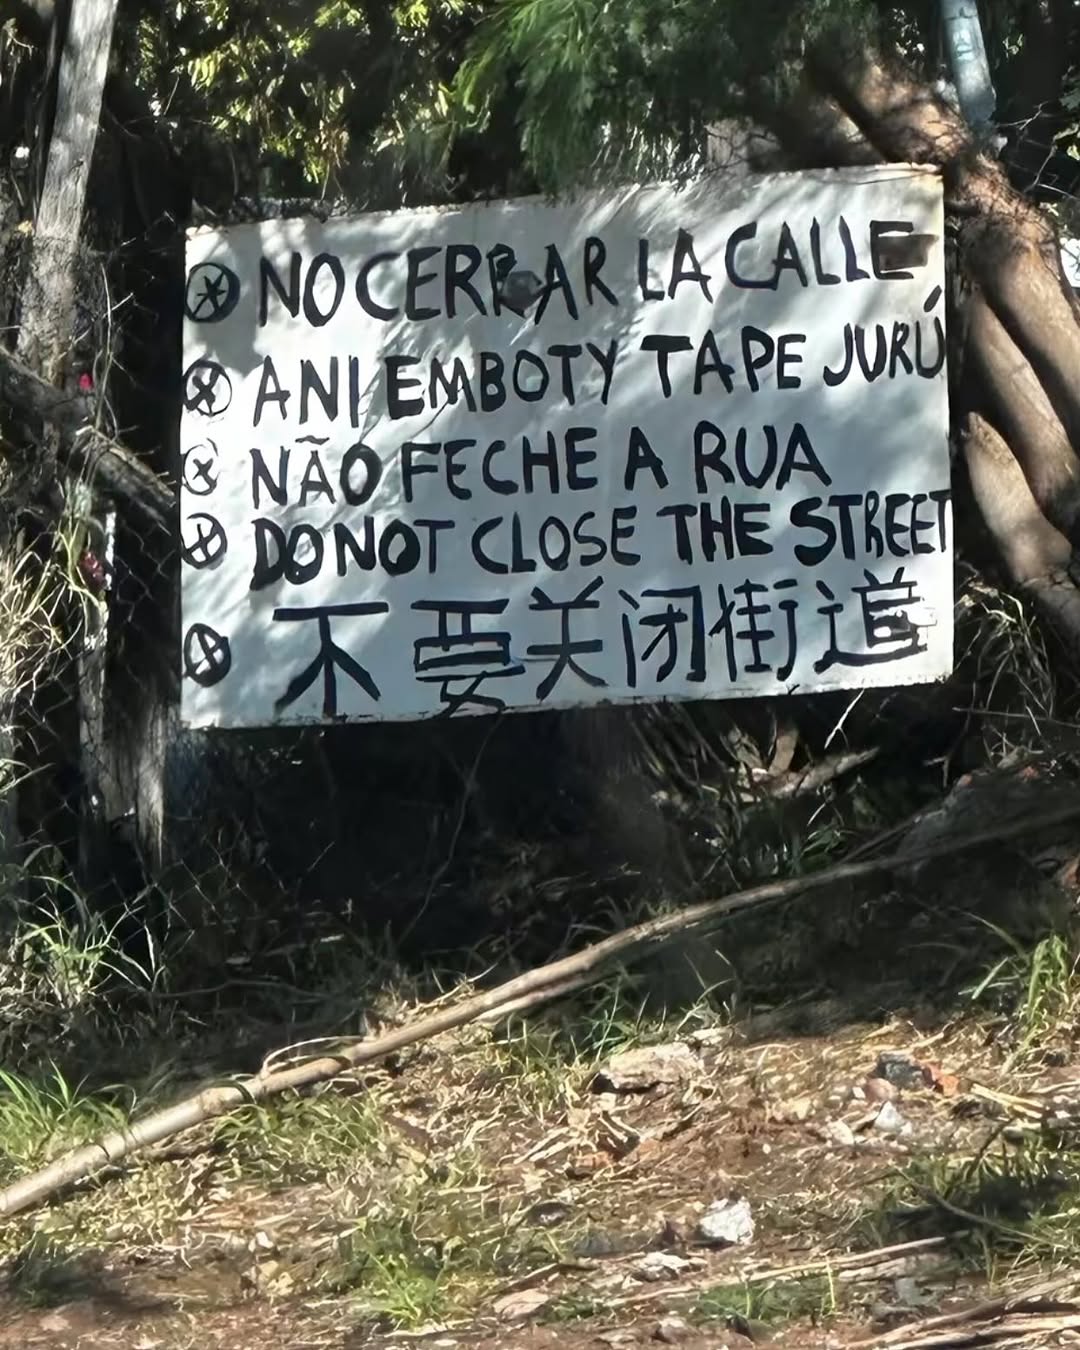 NO CERRAR LA CALLE
ANI EMBOTY TAPE JURÚ
NÃO FECHE A RUA
DO NOT CLOSE THE STREET
不要关闭街道